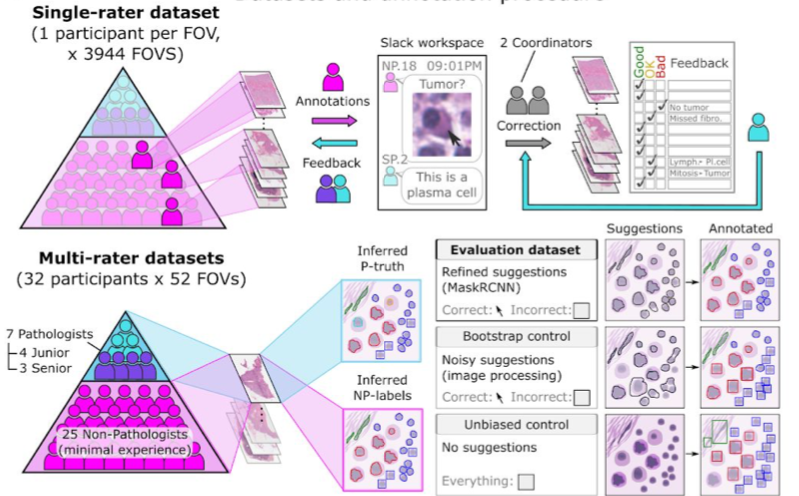 Datasets and annotation procedure
Single-rater dataset
(1 participant per FOV,
x 3944 FOVS)
Annotations
Feedback
Slack workspace
NP.18 09:01PM
Tumor?
SP.2
This is a
plasma cell
2 Coordinators
Correction
Good
OK
Bad
Feedback
No tumor
Missed fibro.
Lymph.→ Pl.cell
Mitosis→Tumor
Multi-rater datasets
(32 participants x 52 FOVs)
7 Pathologists
4 Junior
3 Senior
25 Non-Pathologists
(minimal experience)
Inferred
P-truth
Inferred
NP-labels
Suggestions
Annotated
Evaluation dataset
Refined suggestions
(MaskRCNN)
Correct: Incorrect:
Bootstrap control
Noisy suggestions
(image processing)
Correct: Incorrect:
Unbiased control
No suggestions
Everything: